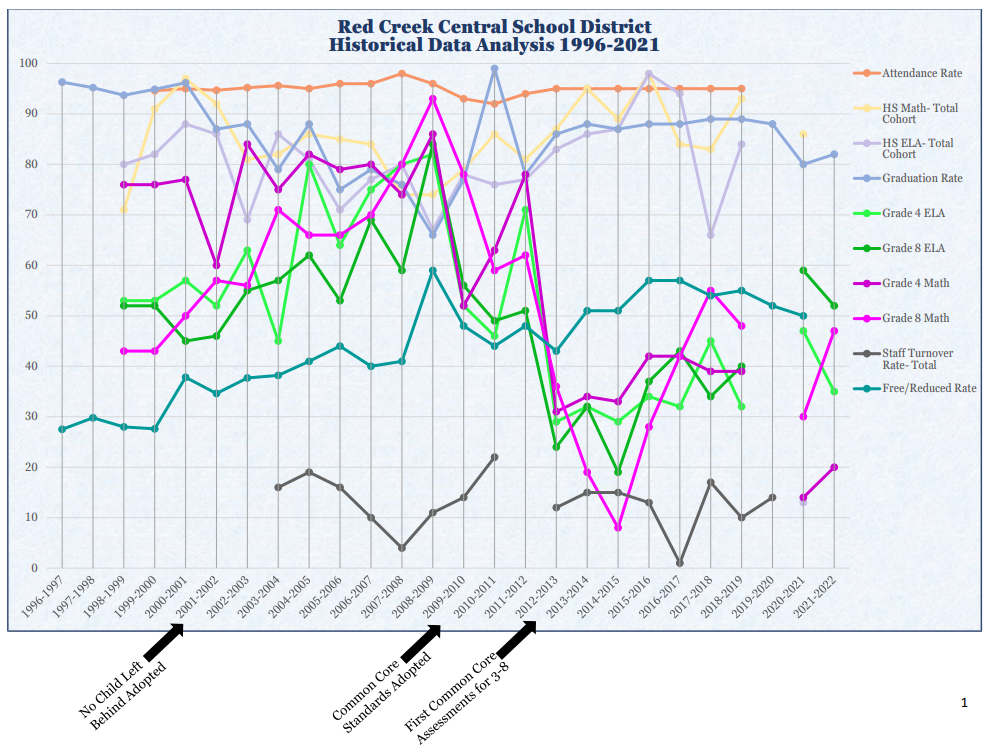 Red Creek Central School District
Historical Data Analysis 1996-2021
100
90
80
70
60
50
40
30
20
10
0
1996-1997
1997-1998
1998-1999
1999-2000
2000-2001
2001-2002
2002-2003
2003-2004
2004-2005
2005-2006
2006-2007
2007-2008
2008-2009
2009-2010
2010-2011
2011-2012
2012-2013
2013-2014
2014-2015
2015-2016
2016-2017
2017-2018
2018-2019
2019-2020
2020-2021
2021-2022
Attendance Rate
HS Math- Total
Cohort
HS ELA- Total
Cohort
Graduation Rate
Grade 4 ELA
Grade 8 ELA
Grade 4 Math
Grade 8 Math
Staff Turnover
Rate- Total
Free/Reduced Rate
No Child Left
Behind Adopted
Common Core
Standards Adopted
First Common Core
Assessments for 3-8
1